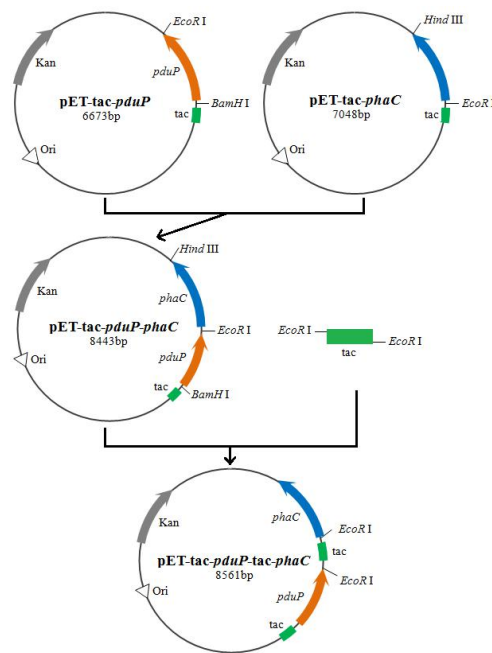 EcoR I
Kan
pduP
pET-tac-pduP
6673bp
BamH I
tac
Ori
Hind III
Kan
phaC
pET-tac-phaC
7048bp
EcoR I
tac
Ori
Hind III
Kan
phaC
pET-tac-pduP-phaC
8443bp
EcoR I
pduP
Ori
tac
BamH I
EcoR I
EcoR I
tac
phaC
Kan
EcoR I
pET-tac-pduP-tac-phaC
8561bp
tac
EcoR I
Ori
pduP
tac